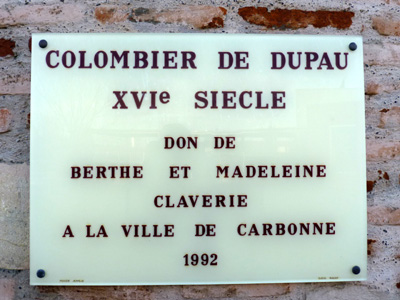 COLOMBIER DE DUPAU
XVIe SIECLE
DON DE
BERTHE ET MADELEINE
CLAVERIE
A LA VILLE DE CARBONNE
1992